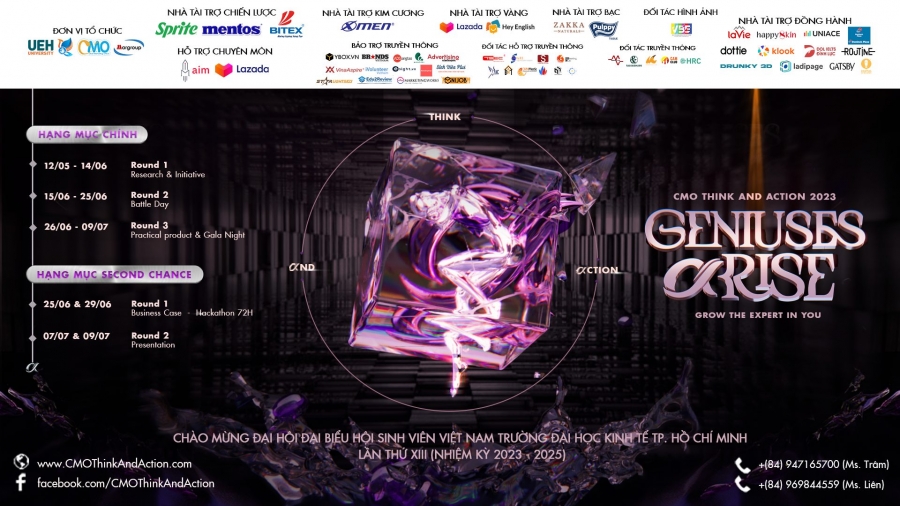 ĐƠN VỊ TỔ CHỨC
UEH
UNIVERSITY
CMO
Margroup
NHÀ TÀI TRỢ CHIẾN LƯỢC
Sprite mentos BITEX
HỖ TRỢ CHUYÊN MÔN
aim Lazada
NHÀ TÀI TRỢ KIM CƯƠNG
XMEN
NHÀ TÀI TRỢ VÀNG
Lazada Hey English
NHÀ TÀI TRỢ BẠC
ZAKKA
NATURALS
Pulppy
ĐỐI TÁC HÌNH ẢNH
NHÀ TÀI TRỢ ĐỒNG HÀNH
laVie happySkin UNIACE
dottie klook ROUTINE
DRUNKY 3D ladipage GATSBY
BẢO TRỢ TRUYỀN THÔNG
YBOX.VN BRANDS Advertising
ĐỐI TÁC HỖ TRỢ TRUYỀN THÔNG
ĐỐI TÁC TRUYỀN THÔNG
HRC
HẠNG MỤC CHÍNH
12/05 - 14/06 Round 1
Research & Initiative
15/06 - 25/06 Round 2
Battle Day
26/06 - 09/07 Round 3
Practical product & Gala Night
HẠNG MỤC SECOND CHANCE
25/06 & 29/06 Round 1
Business Case - Hackathon 72H
07/07 & 09/07 Round 2
Presentation
α
THINK
αND
αCTION
CMO THINK AND ACTION 2023
GENIUSES
αRISE
GROW THE EXPERT IN YOU
CHÀO MỪNG ĐẠI HỘI ĐẠI BIỂU HỘI SINH VIÊN VIỆT NAM TRƯỜNG ĐẠI HỌC KINH TẾ TP. HỒ CHÍ MINH
LẦN THỨ XIII (NHIỆM KỲ 2023 - 2025)
www.CMOThinkAndAction.com
facebook.com/CMOThinkAndAction
+(84) 947165700 (Ms. Trâm)
+(84) 969844559 (Ms. Liên)